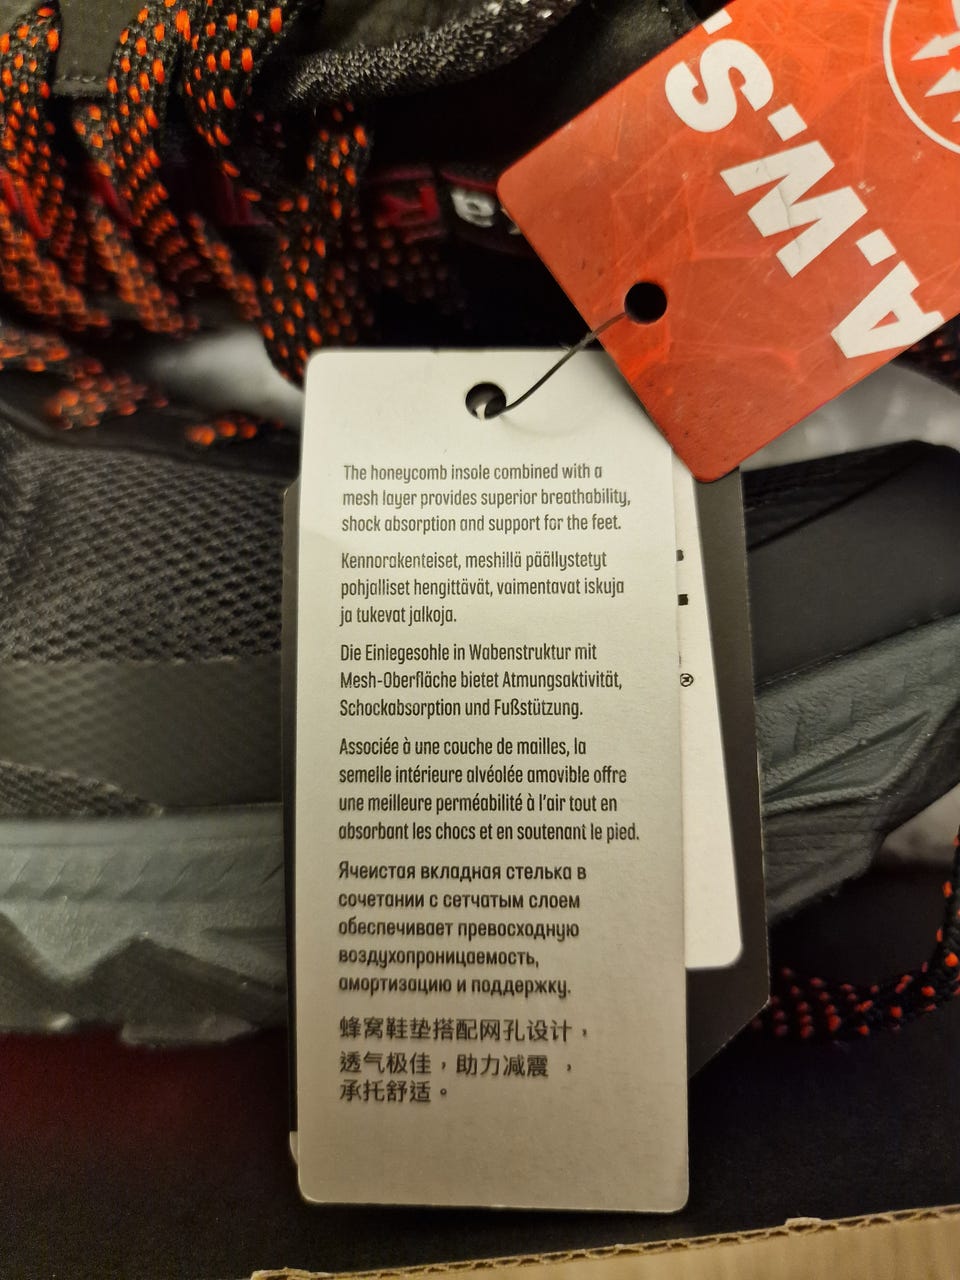 A.W.S.
The honeycomb insole combined with a
mesh layer provides superior breathability,
shock absorption and support for the feet.
Kennorakenteiset, meshillä päällystetyt
pohjalliset hengittävät, vaimentavat iskuja
ja tukevat jalkoja.
Die Einlegesohle in Wabenstruktur mit
Mesh-Oberfläche bietet Atmungsaktivität,
Schockabsorption und Fußstützung.
Associée à une couche de mailles, la
semelle intérieure alvéolée amovible offre
une meilleure perméabilité à l'air tout en
absorbant les chocs et en soutenant le pied.
Ячеистая вкладная стелька в
сочетании с сетчатым слоем
обеспечивает превосходную
воздухопроницаемость,
амортизацию и поддержку.
蜂窝鞋垫搭配网孔设计，
透气极佳，助力减震 ，
承托舒适。
®